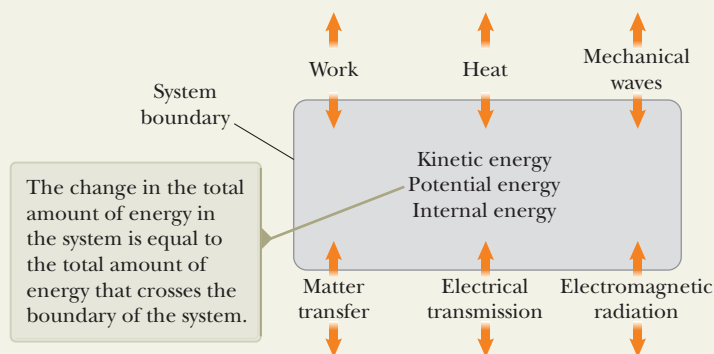 Work
Heat
Mechanical
waves
System
boundary
Kinetic energy
Potential energy
Internal energy
The change in the total
amount of energy in
the system is equal to
the total amount of
energy that crosses the
boundary of the system.
Matter
transfer
Electrical
transmission
Electromagnetic
radiation